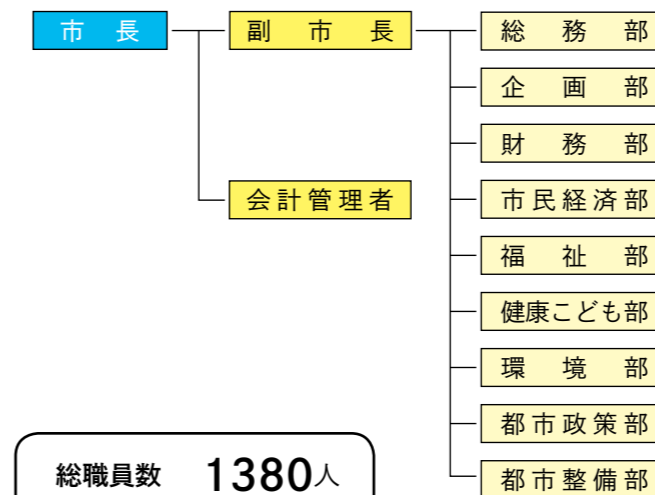 市長
副市長
会計管理者
総務部
企画部
財務部
市民経済部
福祉部
健康こども部
環境部
都市政策部
都市整備部
総職員数 1380人